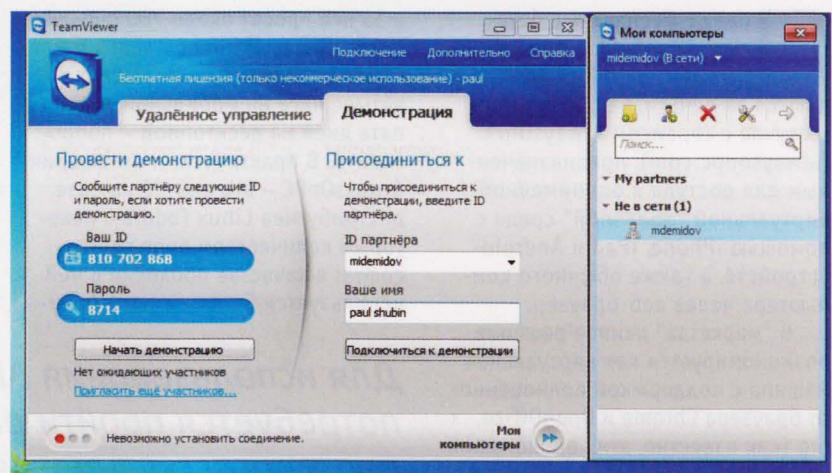 TeamViewer
Подключение Дополнительно Справка
Бесплатная лицензия (только некоммерческое использование) - paul
Удалённое управление
Демонстрация
Провести демонстрацию
Сообщите партнёру следующие ID
и пароль, если хотите провести
демонстрацию.
Ваш ID
810 702 868
Пароль
8714
Начать демонстрацию
Нет ожидающих участников
Пригласить ещё участников...
Присоединиться к
Чтобы присоединиться к
демонстрации, введите ID
партнёра.
ID партнёра
midemidov
Ваше имя
paul shubin
Подключиться к демонстрации
Невозможно установить соединение.
Мои
компьютеры
Мои компьютеры
midemidov (В сети)
Поиск...
My partners
Не в сети (1)
mdemidov